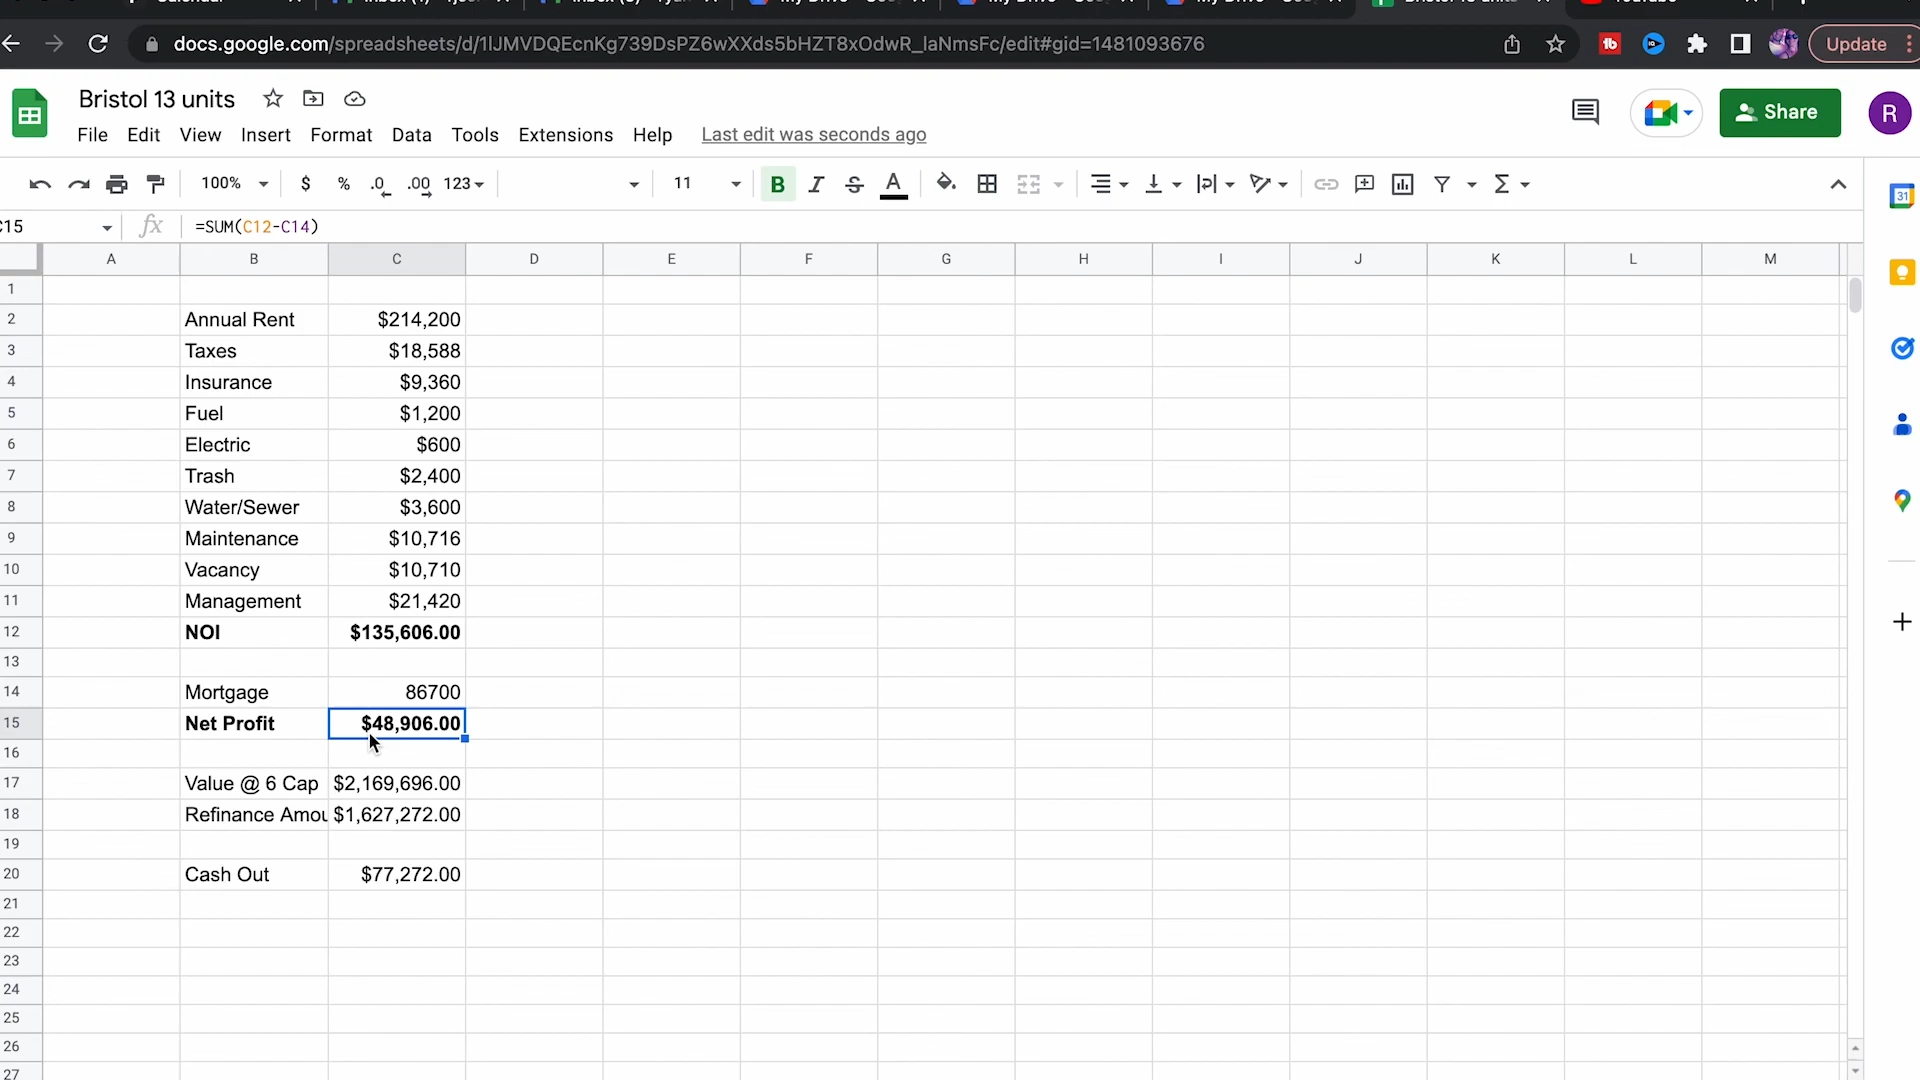 docs.google.com/spreadsheets/d/1lJMVDQEcnKg739DsPZ6wXXds5bHZT8xOdwR_laNmsFc/edit#gid=1481093676
Update
Bristol 13 units
Share
R
File Edit View Insert Format Data Tools Extensions Help Last edit was seconds ago
100% $ % .0 .00 123 11 B I S A Σ
31
C15 fx =SUM(C12-C14)
A B C D E F G H I J K L M
1
2 Annual Rent $214,200
3 Taxes $18,588
4 Insurance $9,360
5 Fuel $1,200
6 Electric $600
7 Trash $2,400
8 Water/Sewer $3,600
9 Maintenance $10,716
10 Vacancy $10,710
11 Management $21,420
12 NOI $135,606.00
13
14 Mortgage 86700
15 Net Profit $48,906.00
16
17 Value @ 6 Cap $2,169,696.00
18 Refinance Amou $1,627,272.00
19
20 Cash Out $77,272.00
21
22
23
24
25
26
27